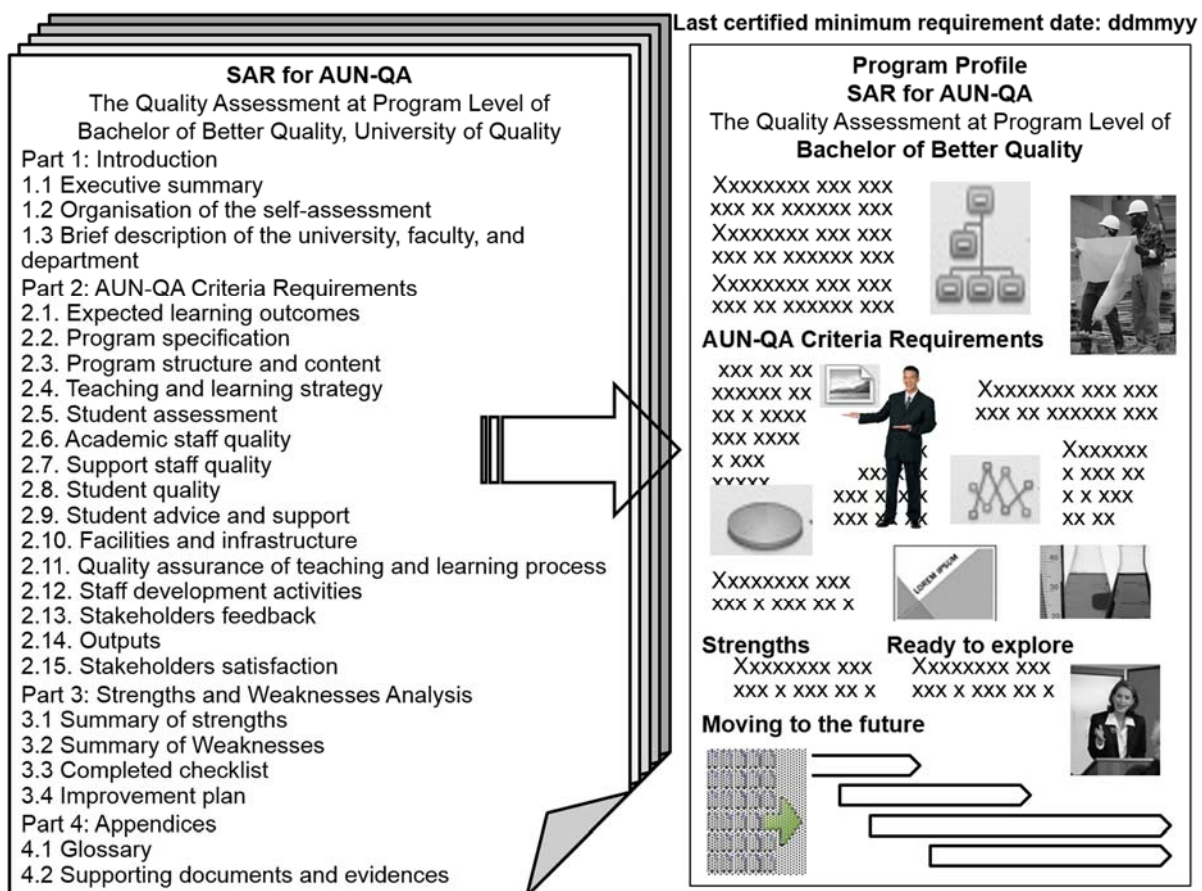 Last certified minimum requirement date: ddmmyy
SAR for AUN-QA
The Quality Assessment at Program Level of
Bachelor of Better Quality, University of Quality
Part 1: Introduction
1.1 Executive summary
1.2 Organisation of the self-assessment
1.3 Brief description of the university, faculty, and
department
Part 2: AUN-QA Criteria Requirements
2.1. Expected learning outcomes
2.2. Program specification
2.3. Program structure and content
2.4. Teaching and learning strategy
2.5. Student assessment
2.6. Academic staff quality
2.7. Support staff quality
2.8. Student quality
2.9. Student advice and support
2.10. Facilities and infrastructure
2.11. Quality assurance of teaching and learning process
2.12. Staff development activities
2.13. Stakeholders feedback
2.14. Outputs
2.15. Stakeholders satisfaction
Part 3: Strengths and Weaknesses Analysis
3.1 Summary of strengths
3.2 Summary of Weaknesses
3.3 Completed checklist
3.4 Improvement plan
Part 4: Appendices
4.1 Glossary
4.2 Supporting documents and evidences
Program Profile
SAR for AUN-QA
The Quality Assessment at Program Level of
Bachelor of Better Quality
Xxxxxxxx xxx xxx
xxx xx xxxxxx xxx
Xxxxxxxx xxx xxx
xxx xx xxxxxx xxx
Xxxxxxxx xxx xxx
xxx xx xxxxxx xxx
AUN-QA Criteria Requirements
xxx xx xx
xxxxxx xx
xx x xxxx
xxx xxxx
x xxx
xxxxx
Xxxxxxxx xxx xxx
xxx xx xxxxxx xxx
Xxxxxxx
x xxx xx
x x xxx
xx xx
LOREM IPSUM
Xxxxxxxx xxx
xxx x xxx xx x
Strengths
Xxxxxxxx xxx
xxx x xxx xx x
Ready to explore
Xxxxxxxx xxx
xxx x xxx xx x
Moving to the future